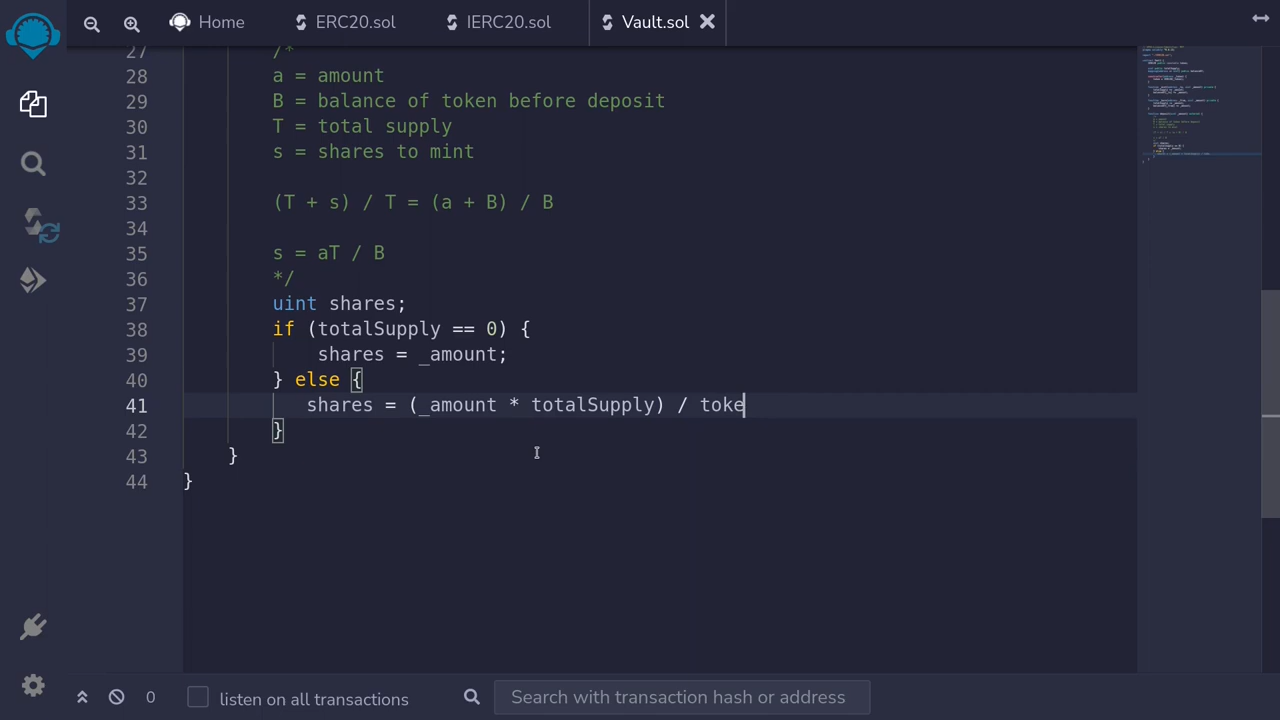 Home ERC20.sol IERC20.sol Vault.sol
27 /*
28 a = amount
29 B = balance of token before deposit
30 T = total supply
31 s = shares to mint
32
33 (T + s) / T = (a + B) / B
34
35 s = aT / B
36 */
37 uint shares;
38 if (totalSupply == 0) {
39 shares = _amount;
40 } else {
41 shares = (_amount * totalSupply) / toke
42 }
43 }
44 }
0 listen on all transactions Search with transaction hash or address